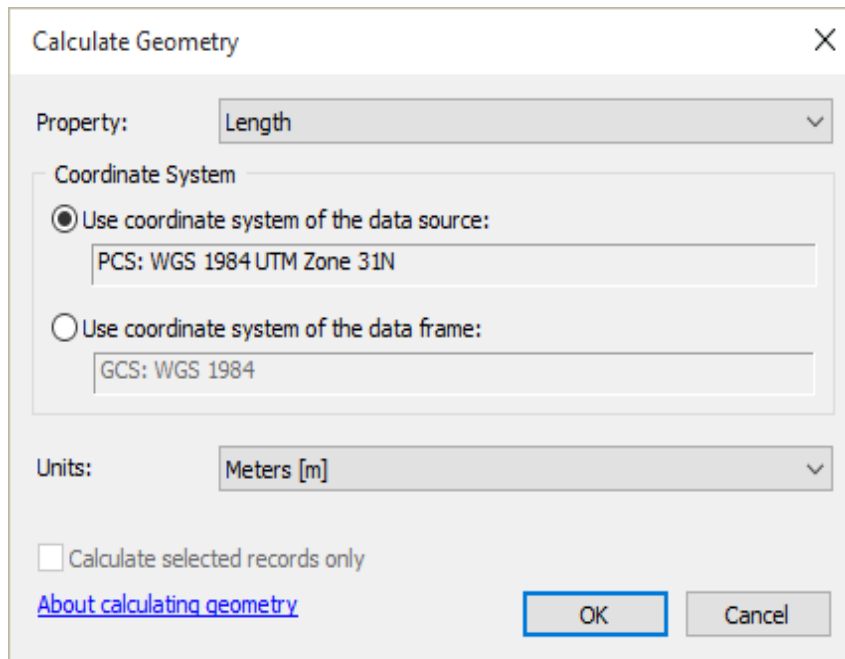 Calculate Geometry
Property: Length
Coordinate System
Use coordinate system of the data source:
PCS: WGS 1984 UTM Zone 31N
Use coordinate system of the data frame:
GCS: WGS 1984
Units: Meters [m]
Calculate selected records only
About calculating geometry OK Cancel